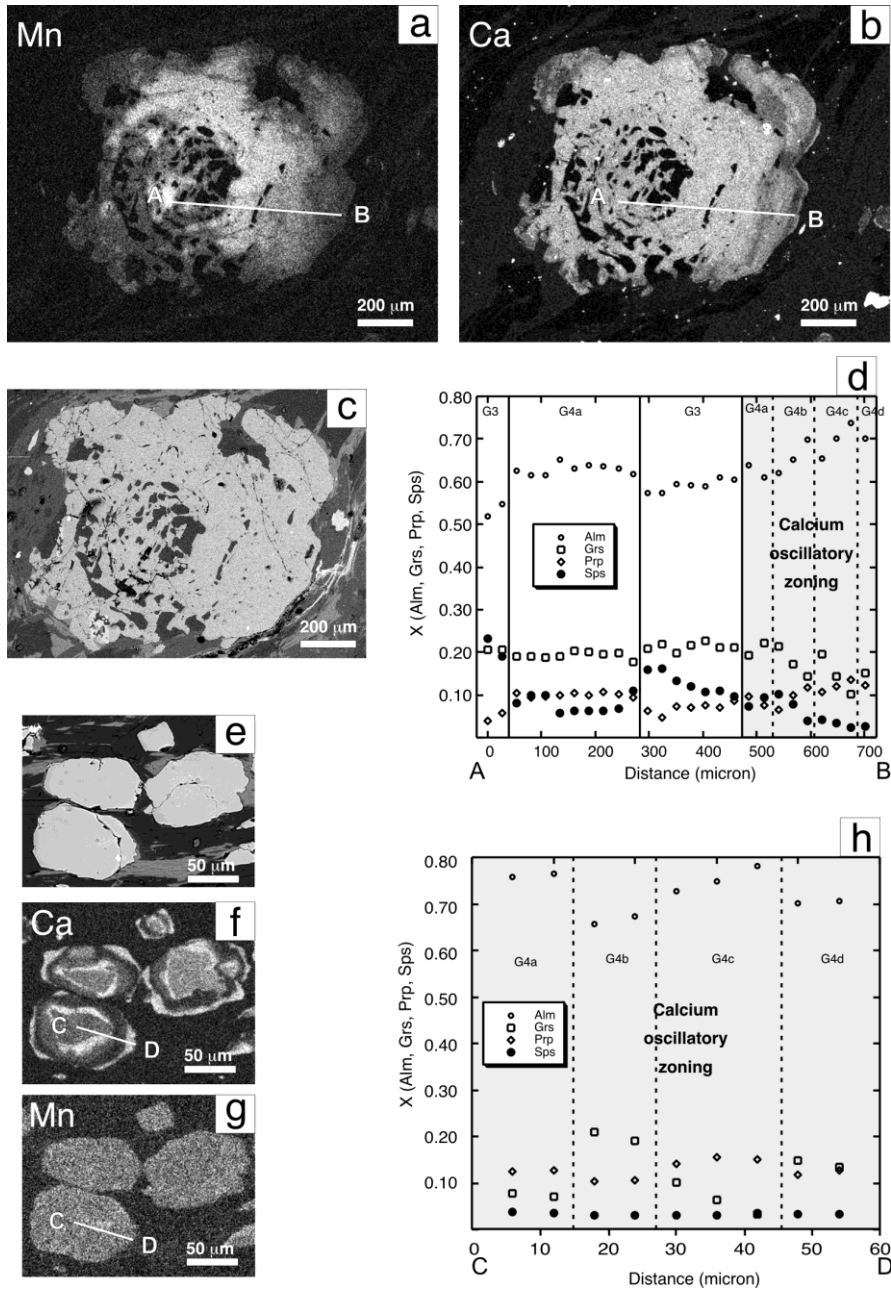 Mn
a
A
B
200 μm
Ca
b
A
B
200 μm
c
200 μm
d
0.80
0.70
0.60
0.50
0.40
0.30
0.20
0.10
X (Alm, Grs, Prp, Sps)
G3
G4a
G3
G4a
G4b
G4c
G4d
Alm
Grs
Prp
Sps
Calcium
oscillatory
zoning
0 100 200 300 400 500 600 700
A
Distance (micron)
B
e
50 μm
Ca
f
C
D
50 μm
Mn
g
C
D
50 μm
h
0.80
0.70
0.60
0.50
0.40
0.30
0.20
0.10
X (Alm, Grs, Prp, Sps)
G4a
G4b
G4c
G4d
Alm
Grs
Prp
Sps
Calcium
oscillatory
zoning
0 10 20 30 40 50 60
C
D
Distance (micron)